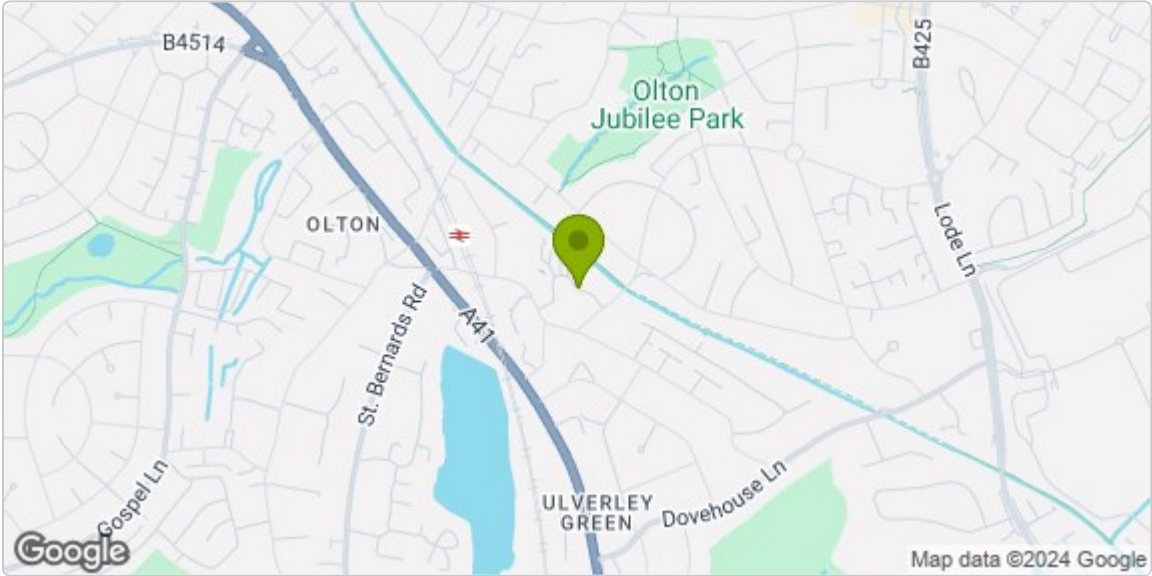 B4514
B425
Olton
Jubilee Park
OLTON
Lode Ln
St. Bernards Rd
A41
Gospel Ln
ULVERLEY
GREEN
Dovehouse Ln
Google
Map data ©2024 Google